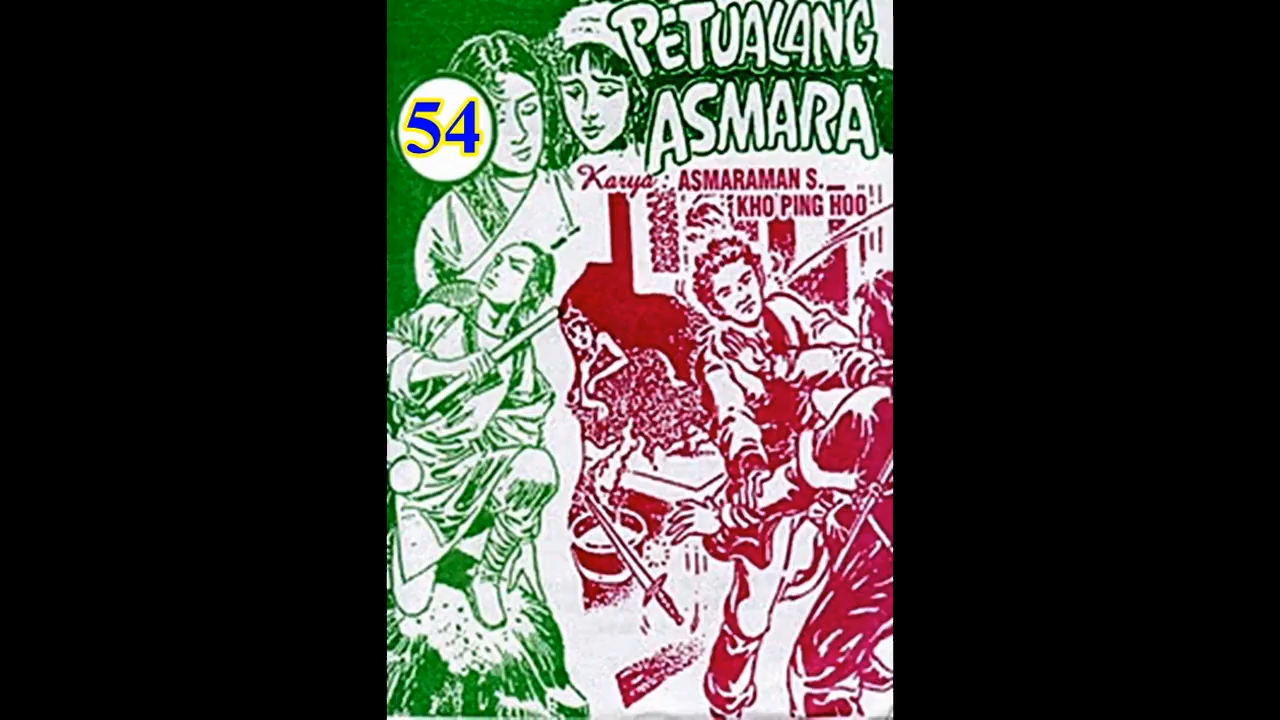 PETUALANG
ASMARA
54
Karya : ASMARAMAN S.
KHO PING HOO